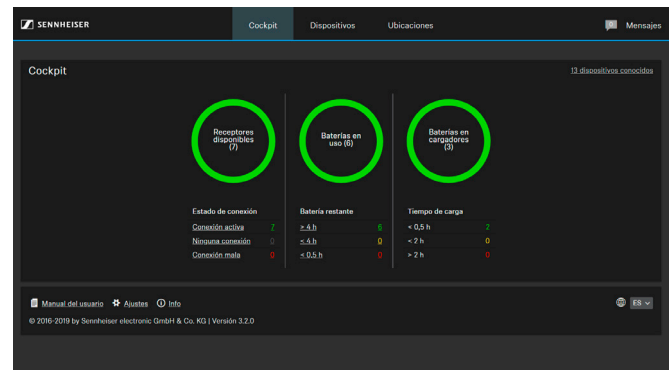 SENNHEISER
Cockpit Dispositivos Ubicaciones Mensajes
Cockpit 13 dispositivos conocidos
Receptores
disponibles
(7)
Baterías en
uso (6)
Baterías en
cargadores
(3)
Estado de conexión Batería restante Tiempo de carga
Conexión activa 7 > 4 h 6 < 0,5 h 2
Ninguna conexión 0 < 4 h 0 < 2 h 0
Conexión mala 0 < 0,5 h 0 > 2 h 0
Manual del usuario Ajustes Info ES
© 2016-2019 by Sennheiser electronic GmbH & Co. KG | Versión 3.2.0